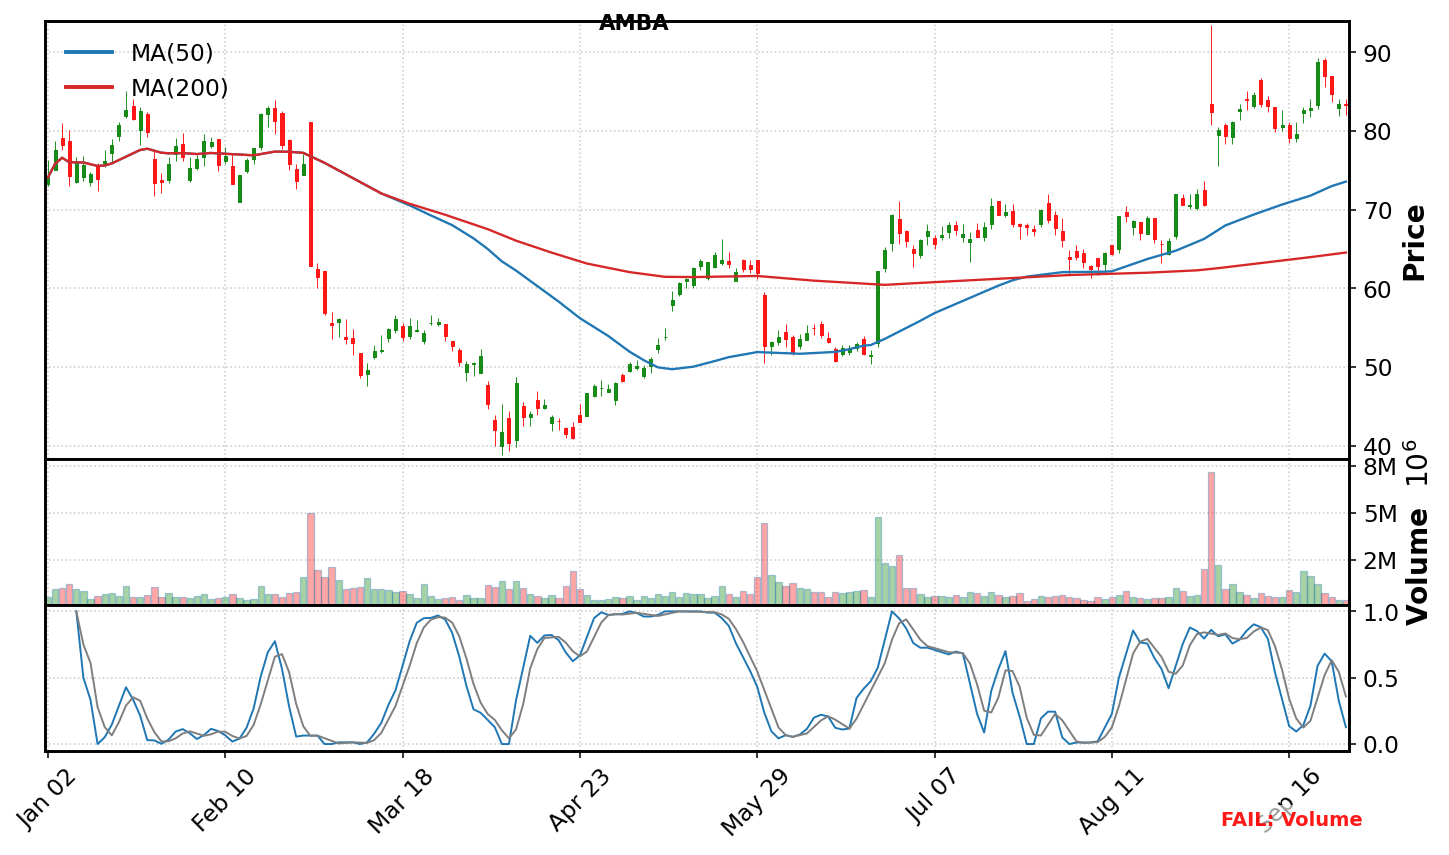 AMBA
MA(50)
MA(200)
90
80
70
60
50
40
Price
8M
5M
2M
Volume 10^6
1.0
0.5
0.0
Jan 02
Feb 10
Mar 18
Apr 23
May 29
Jul 07
Aug 11
Sep 16
FAIL: Volume